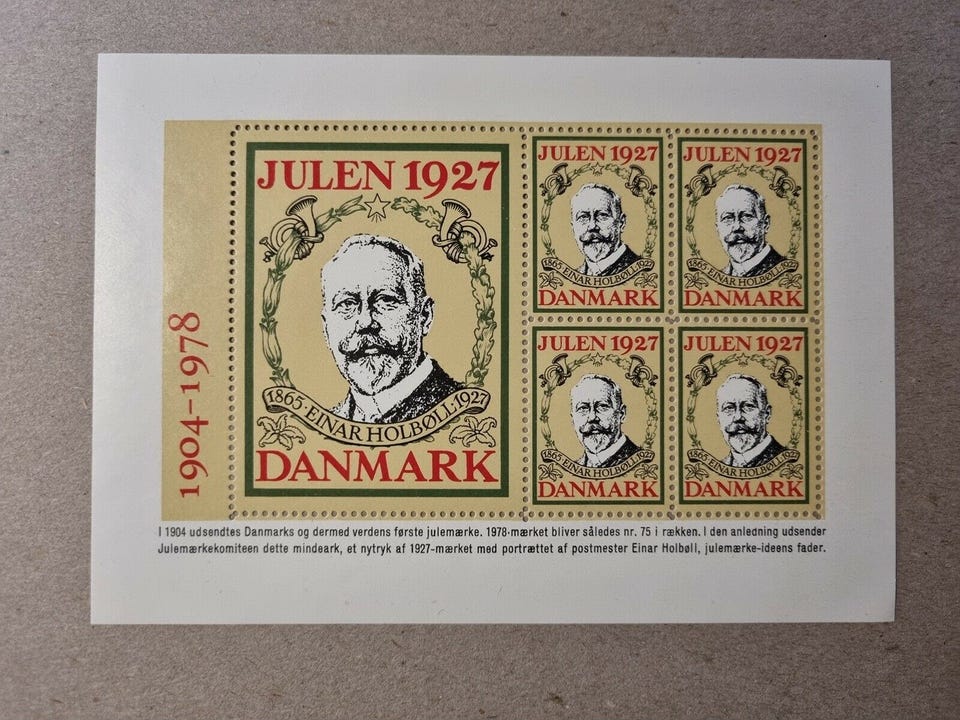 1904-1978
JULEN 1927
1865·EINAR HOLBØLL·1927
DANMARK
JULEN 1927
1865·EINAR HOLBØLL·1927
DANMARK
JULEN 1927
1865·EINAR HOLBØLL·1927
DANMARK
JULEN 1927
1865·EINAR HOLBØLL·1927
DANMARK
JULEN 1927
1865·EINAR HOLBØLL·1927
DANMARK
I 1904 udsendtes Danmarks og dermed verdens første julemærke. 1978-mærket bliver således nr. 75 i rækken. I den anledning udsender
Julemærkekomiteen dette mindeark, et nytryk af 1927-mærket med portrættet af postmester Einar Holbøll, julemærke-ideens fader.